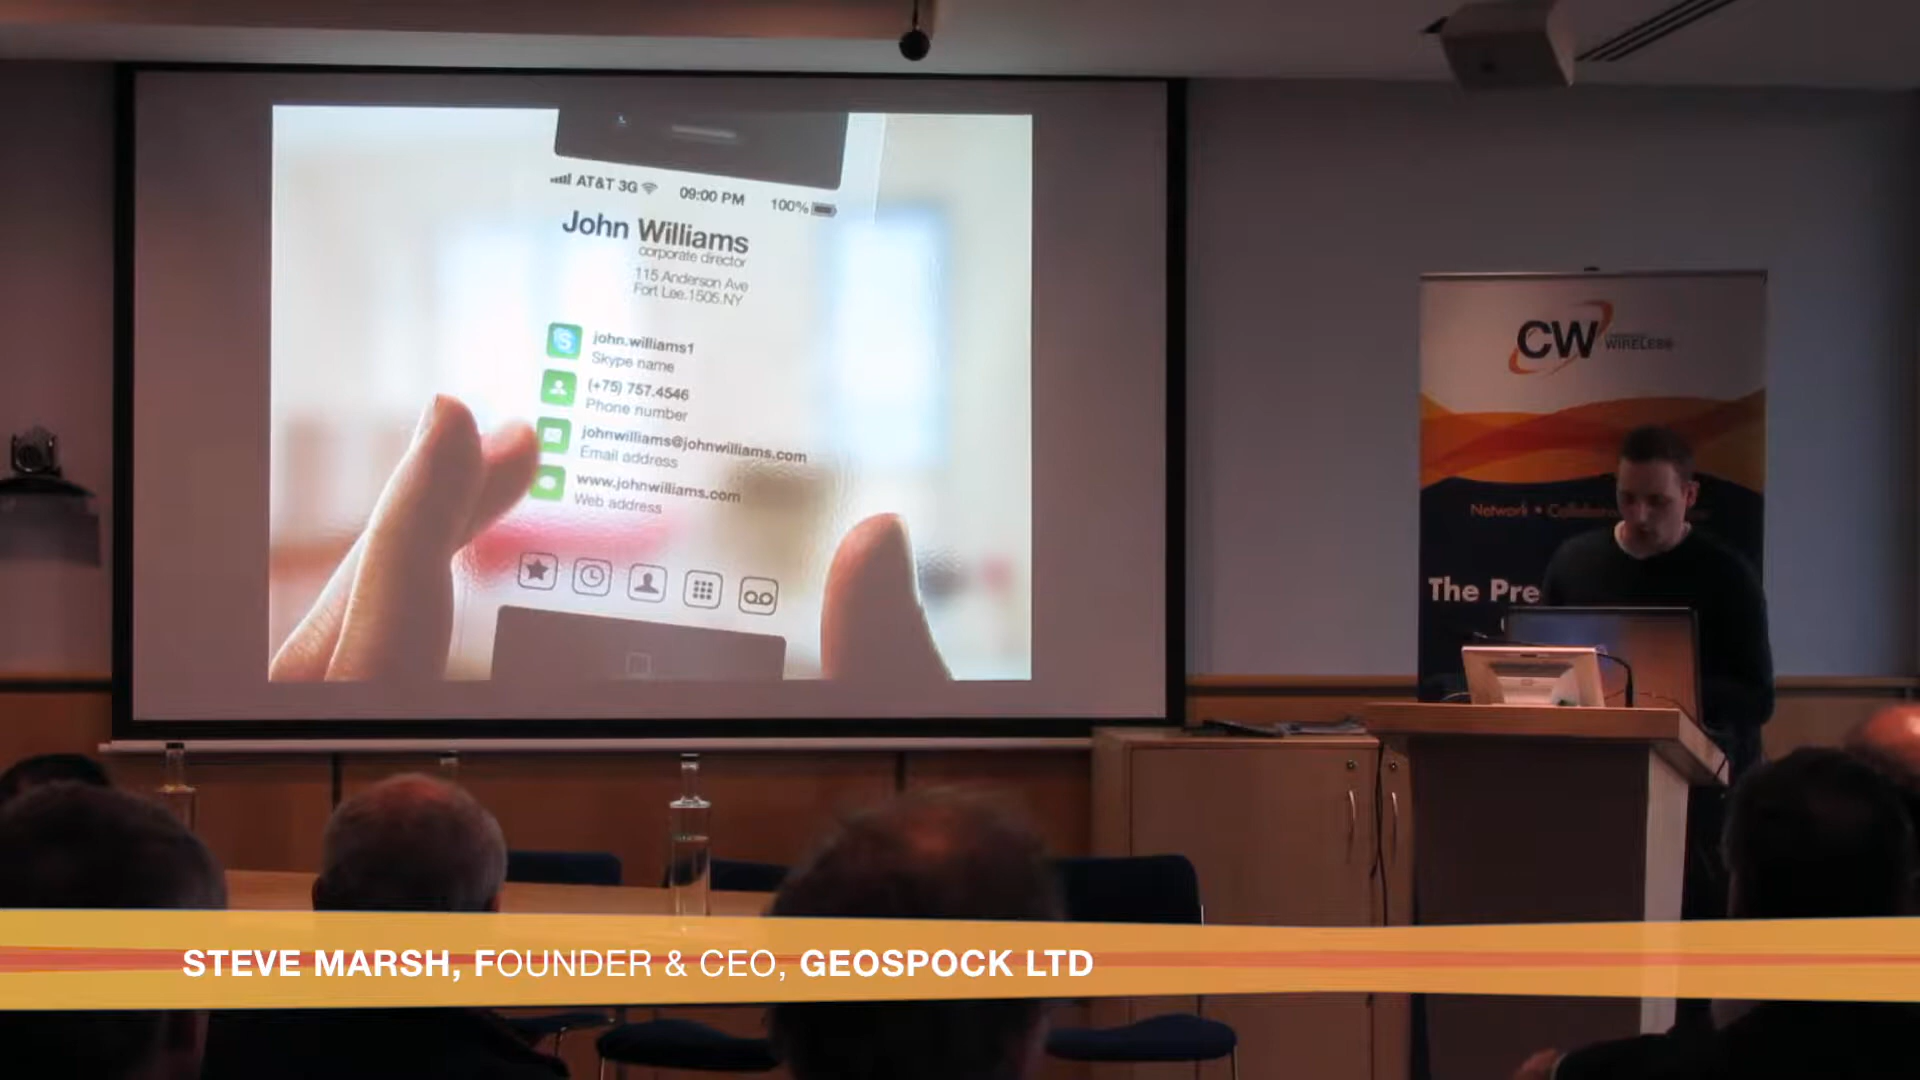 AT&T 3G 09:00 PM 100%
John Williams
corporate director
115 Anderson Ave
Fort Lee.1505.NY
john.williams1
Skype name
(+75) 757.4546
Phone number
johnwilliams@johnwilliams.com
Email address
www.johnwilliams.com
Web address
CW
WIRELESS
Network •
The Pre
STEVE MARSH, FOUNDER & CEO, GEOSPOCK LTD